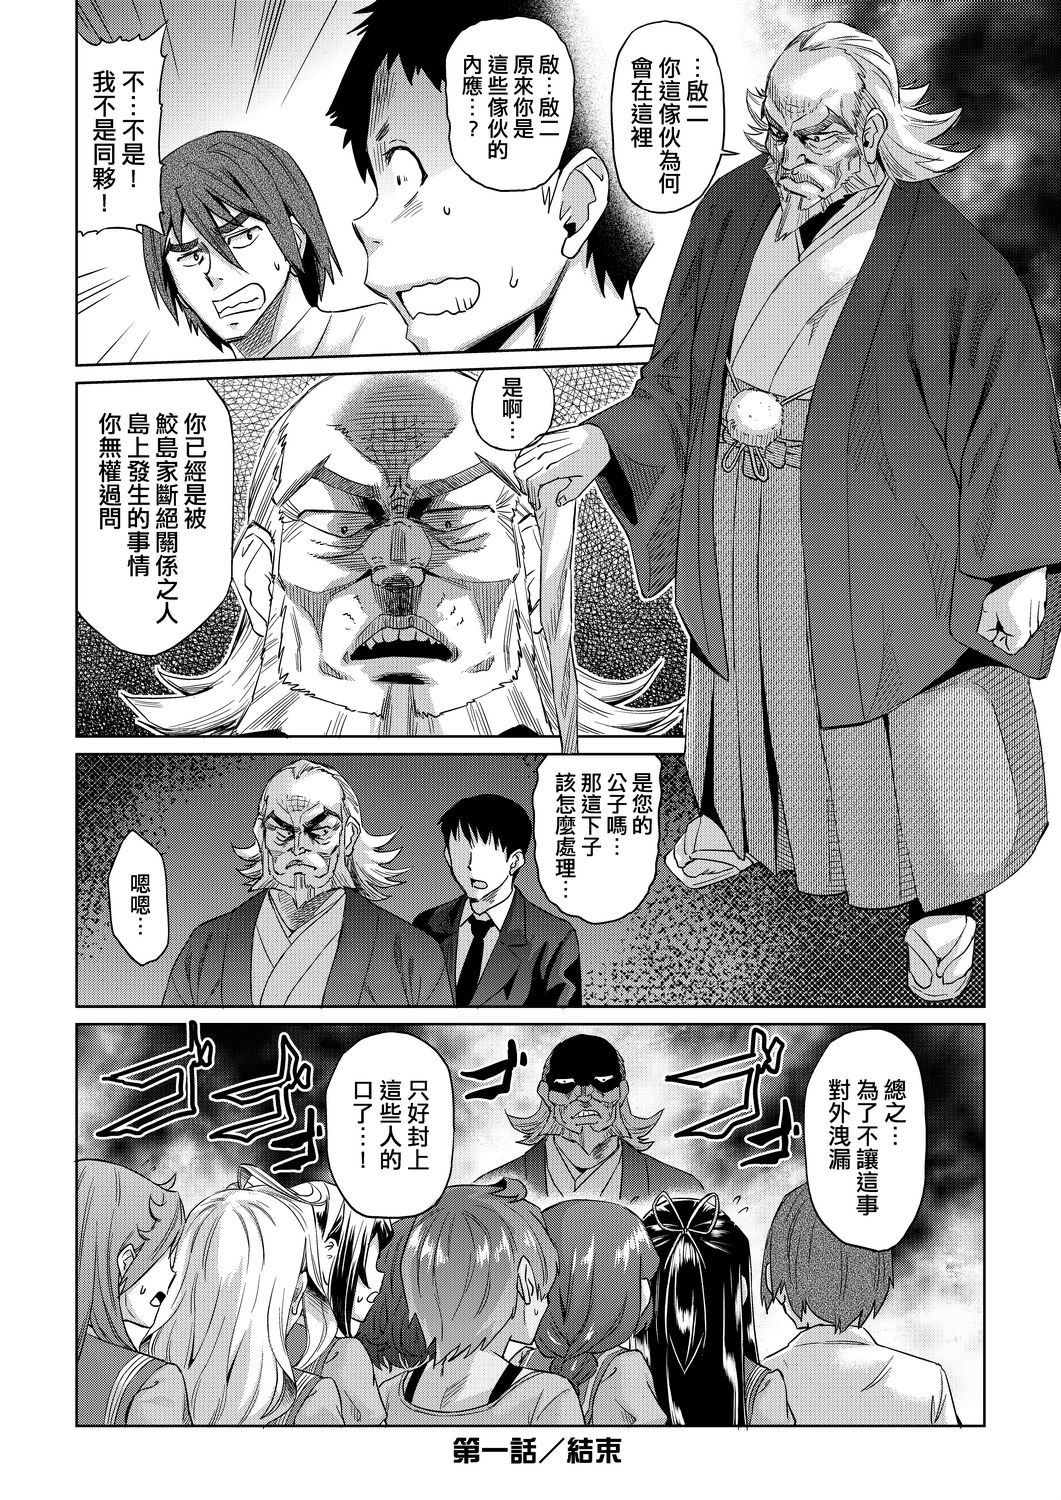 …啟二
你這傢伙為何
會在這裡
啟…啟二
原來你是
這些傢伙的
內應…?
不…不是!
我不是同夥!
是啊…
你已經是被
鮫島家斷絕關係之人
島上發生的事情
你無權過問
是您的
公子嗎…
那這下子
該怎麼處理…
嗯嗯…
總之…
為了不讓這事
對外洩漏
只好封上
這些人的
口了…!
ゴ
ゴ
ゴ
ゴ
ゴ
第一話／結束